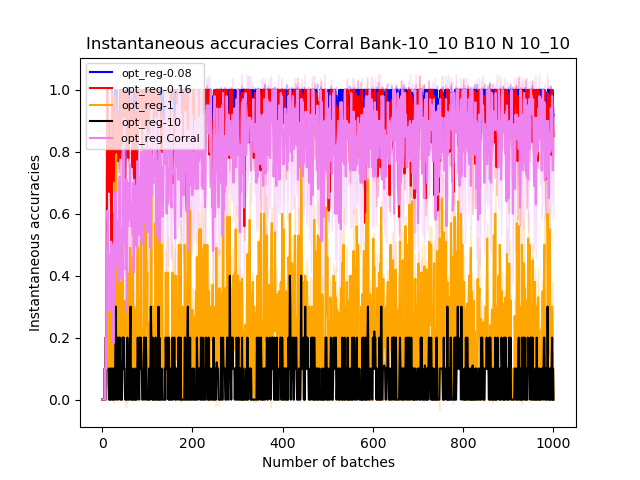 Instantaneous accuracies Corral Bank-10_10 B10 N 10_10
opt_reg-0.08
opt_reg-0.16
opt_reg-1
opt_reg-10
opt_reg Corral
Instantaneous accuracies
1.0
0.8
0.6
0.4
0.2
0.0
0 200 400 600 800 1000
Number of batches